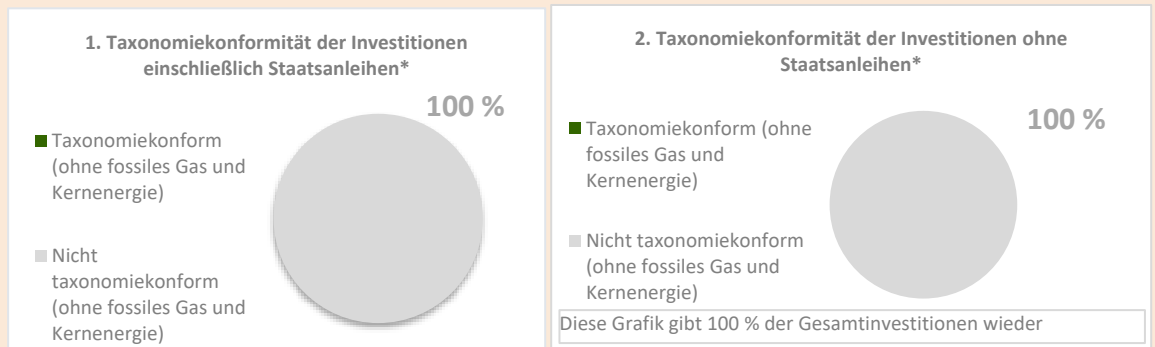 1. Taxonomiekonformität der Investitionen
einschließlich Staatsanleihen*
100 %
Taxonomiekonform
(ohne fossiles Gas und
Kernenergie)
Nicht
taxonomiekonform
(ohne fossiles Gas und
Kernenergie)
2. Taxonomiekonformität der Investitionen ohne
Staatsanleihen*
100 %
Taxonomiekonform (ohne
fossiles Gas und
Kernenergie)
Nicht taxonomiekonform
(ohne fossiles Gas und
Kernenergie)
Diese Grafik gibt 100 % der Gesamtinvestitionen wieder